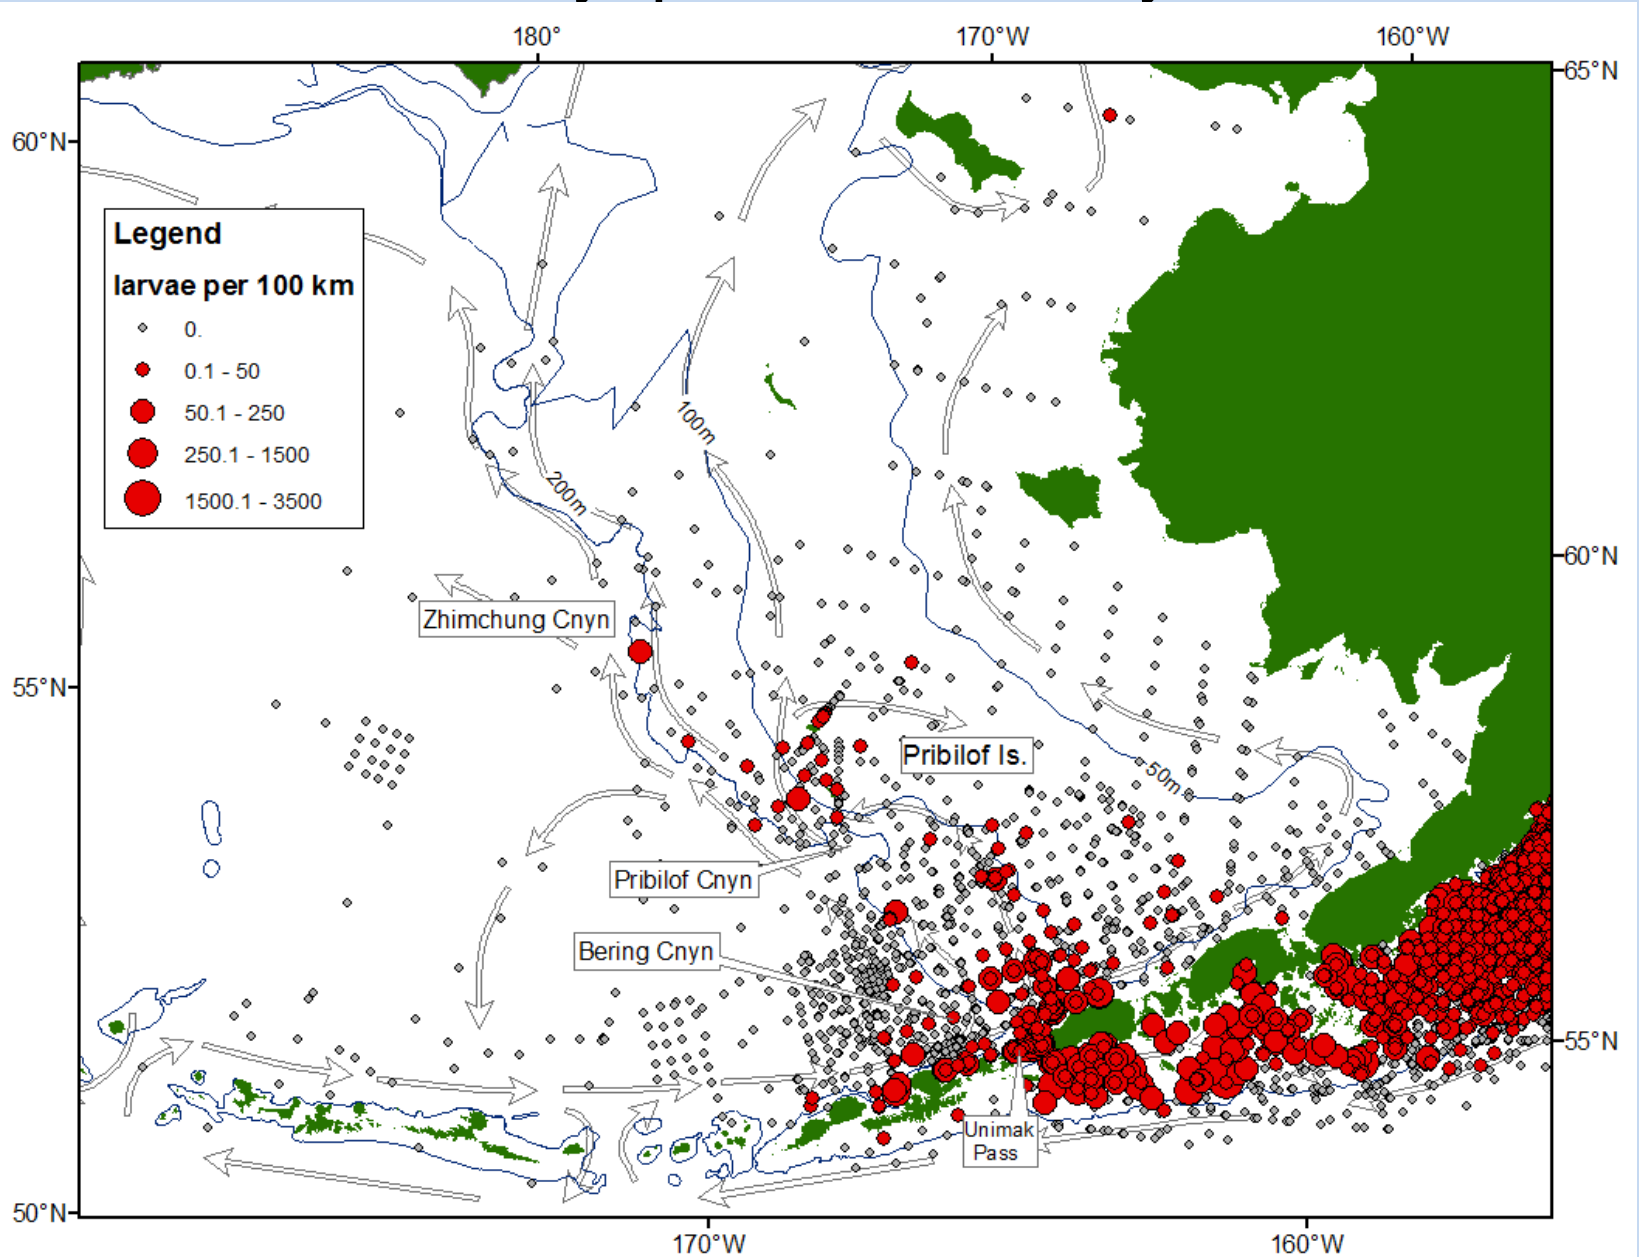 180°
170°W
160°W
65°N
60°N
Legend
larvae per 100 km
0.
0.1 - 50
50.1 - 250
250.1 - 1500
1500.1 - 3500
100m
200m
60°N
Zhimchung Cnyn
55°N
Pribilof Is.
50m
Pribilof Cnyn
Bering Cnyn
55°N
Unimak
Pass
50°N
170°W
160°W